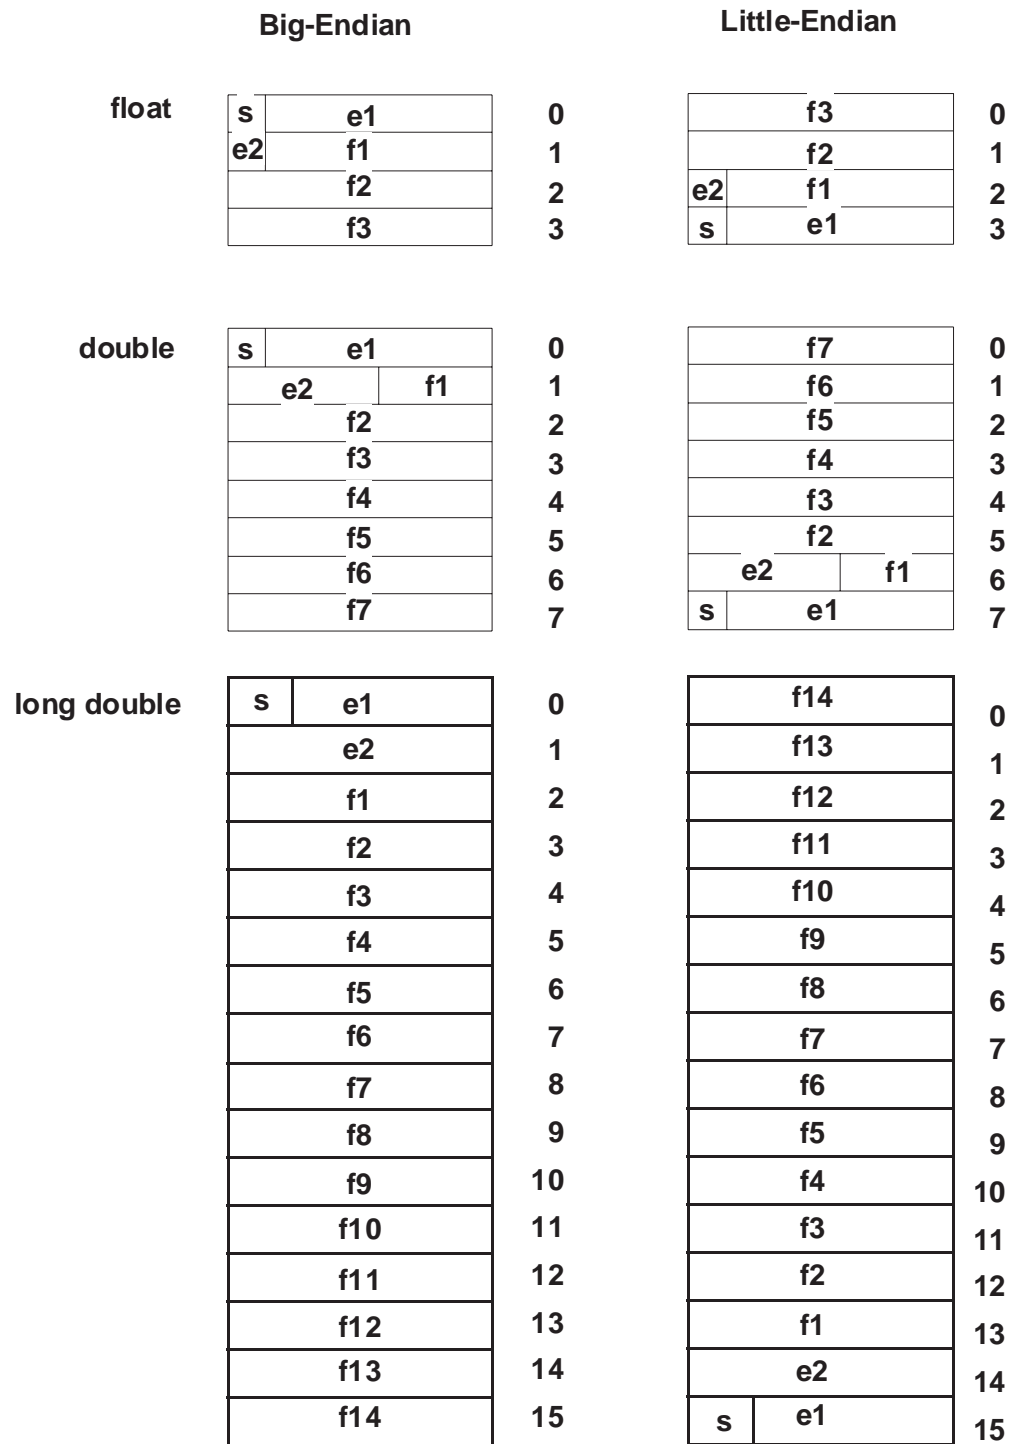 Big-Endian Little-Endian
float s e1 0 f3 0
e2 f1 1 f2 1
f2 2 e2 f1 2
f3 3 s e1 3
double s e1 0 f7 0
e2 f1 1 f6 1
f2 2 f5 2
f3 3 f4 3
f4 4 f3 4
f5 5 f2 5
f6 6 e2 f1 6
f7 7 s e1 7
long double s e1 0 f14 0
e2 1 f13 1
f1 2 f12 2
f2 3 f11 3
f3 4 f10 4
f4 5 f9 5
f5 6 f8 6
f6 7 f7 7
f7 8 f6 8
f8 9 f5 9
f9 10 f4 10
f10 11 f3 11
f11 12 f2 12
f12 13 f1 13
f13 14 e2 14
f14 15 s e1 15